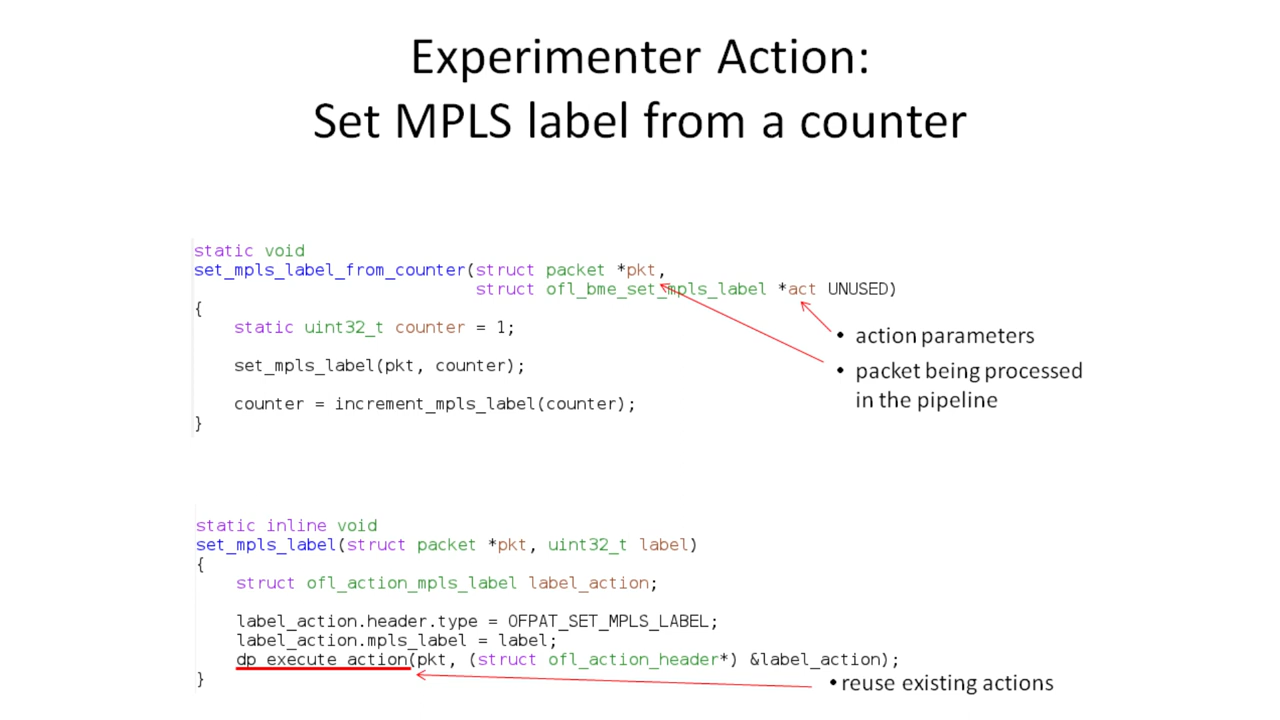 Experimenter Action:
Set MPLS label from a counter
static void
set_mpls_label_from_counter(struct packet *pkt,
struct ofl_bme_set_mpls_label *act UNUSED)
{
static uint32_t counter = 1;
set_mpls_label(pkt, counter);
counter = increment_mpls_label(counter);
}
• action parameters
• packet being processed
in the pipeline
static inline void
set_mpls_label(struct packet *pkt, uint32_t label)
{
struct ofl_action_mpls_label label_action;
label_action.header.type = OFPAT_SET_MPLS_LABEL;
label_action.mpls_label = label;
dp_execute_action(pkt, (struct ofl_action_header*) &label_action);
}
• reuse existing actions